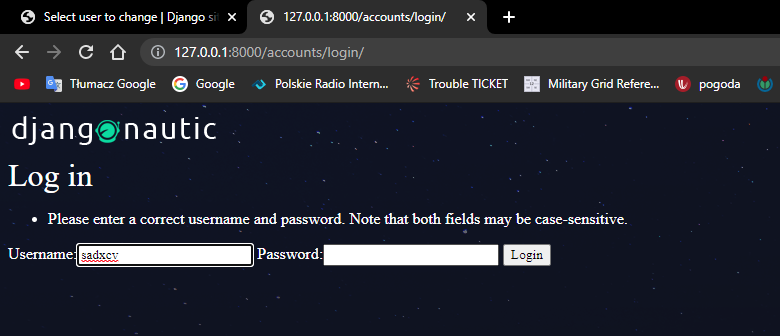 Select user to change | Django sit
127.0.0.1:8000/accounts/login/
127.0.0.1:8000/accounts/login/
Tłumacz Google
Google
Polskie Radio Intern...
Trouble TICKET
Military Grid Refere...
pogoda
djangonautic
Log in
Please enter a correct username and password. Note that both fields may be case-sensitive.
Username: sadxcv Password: Login